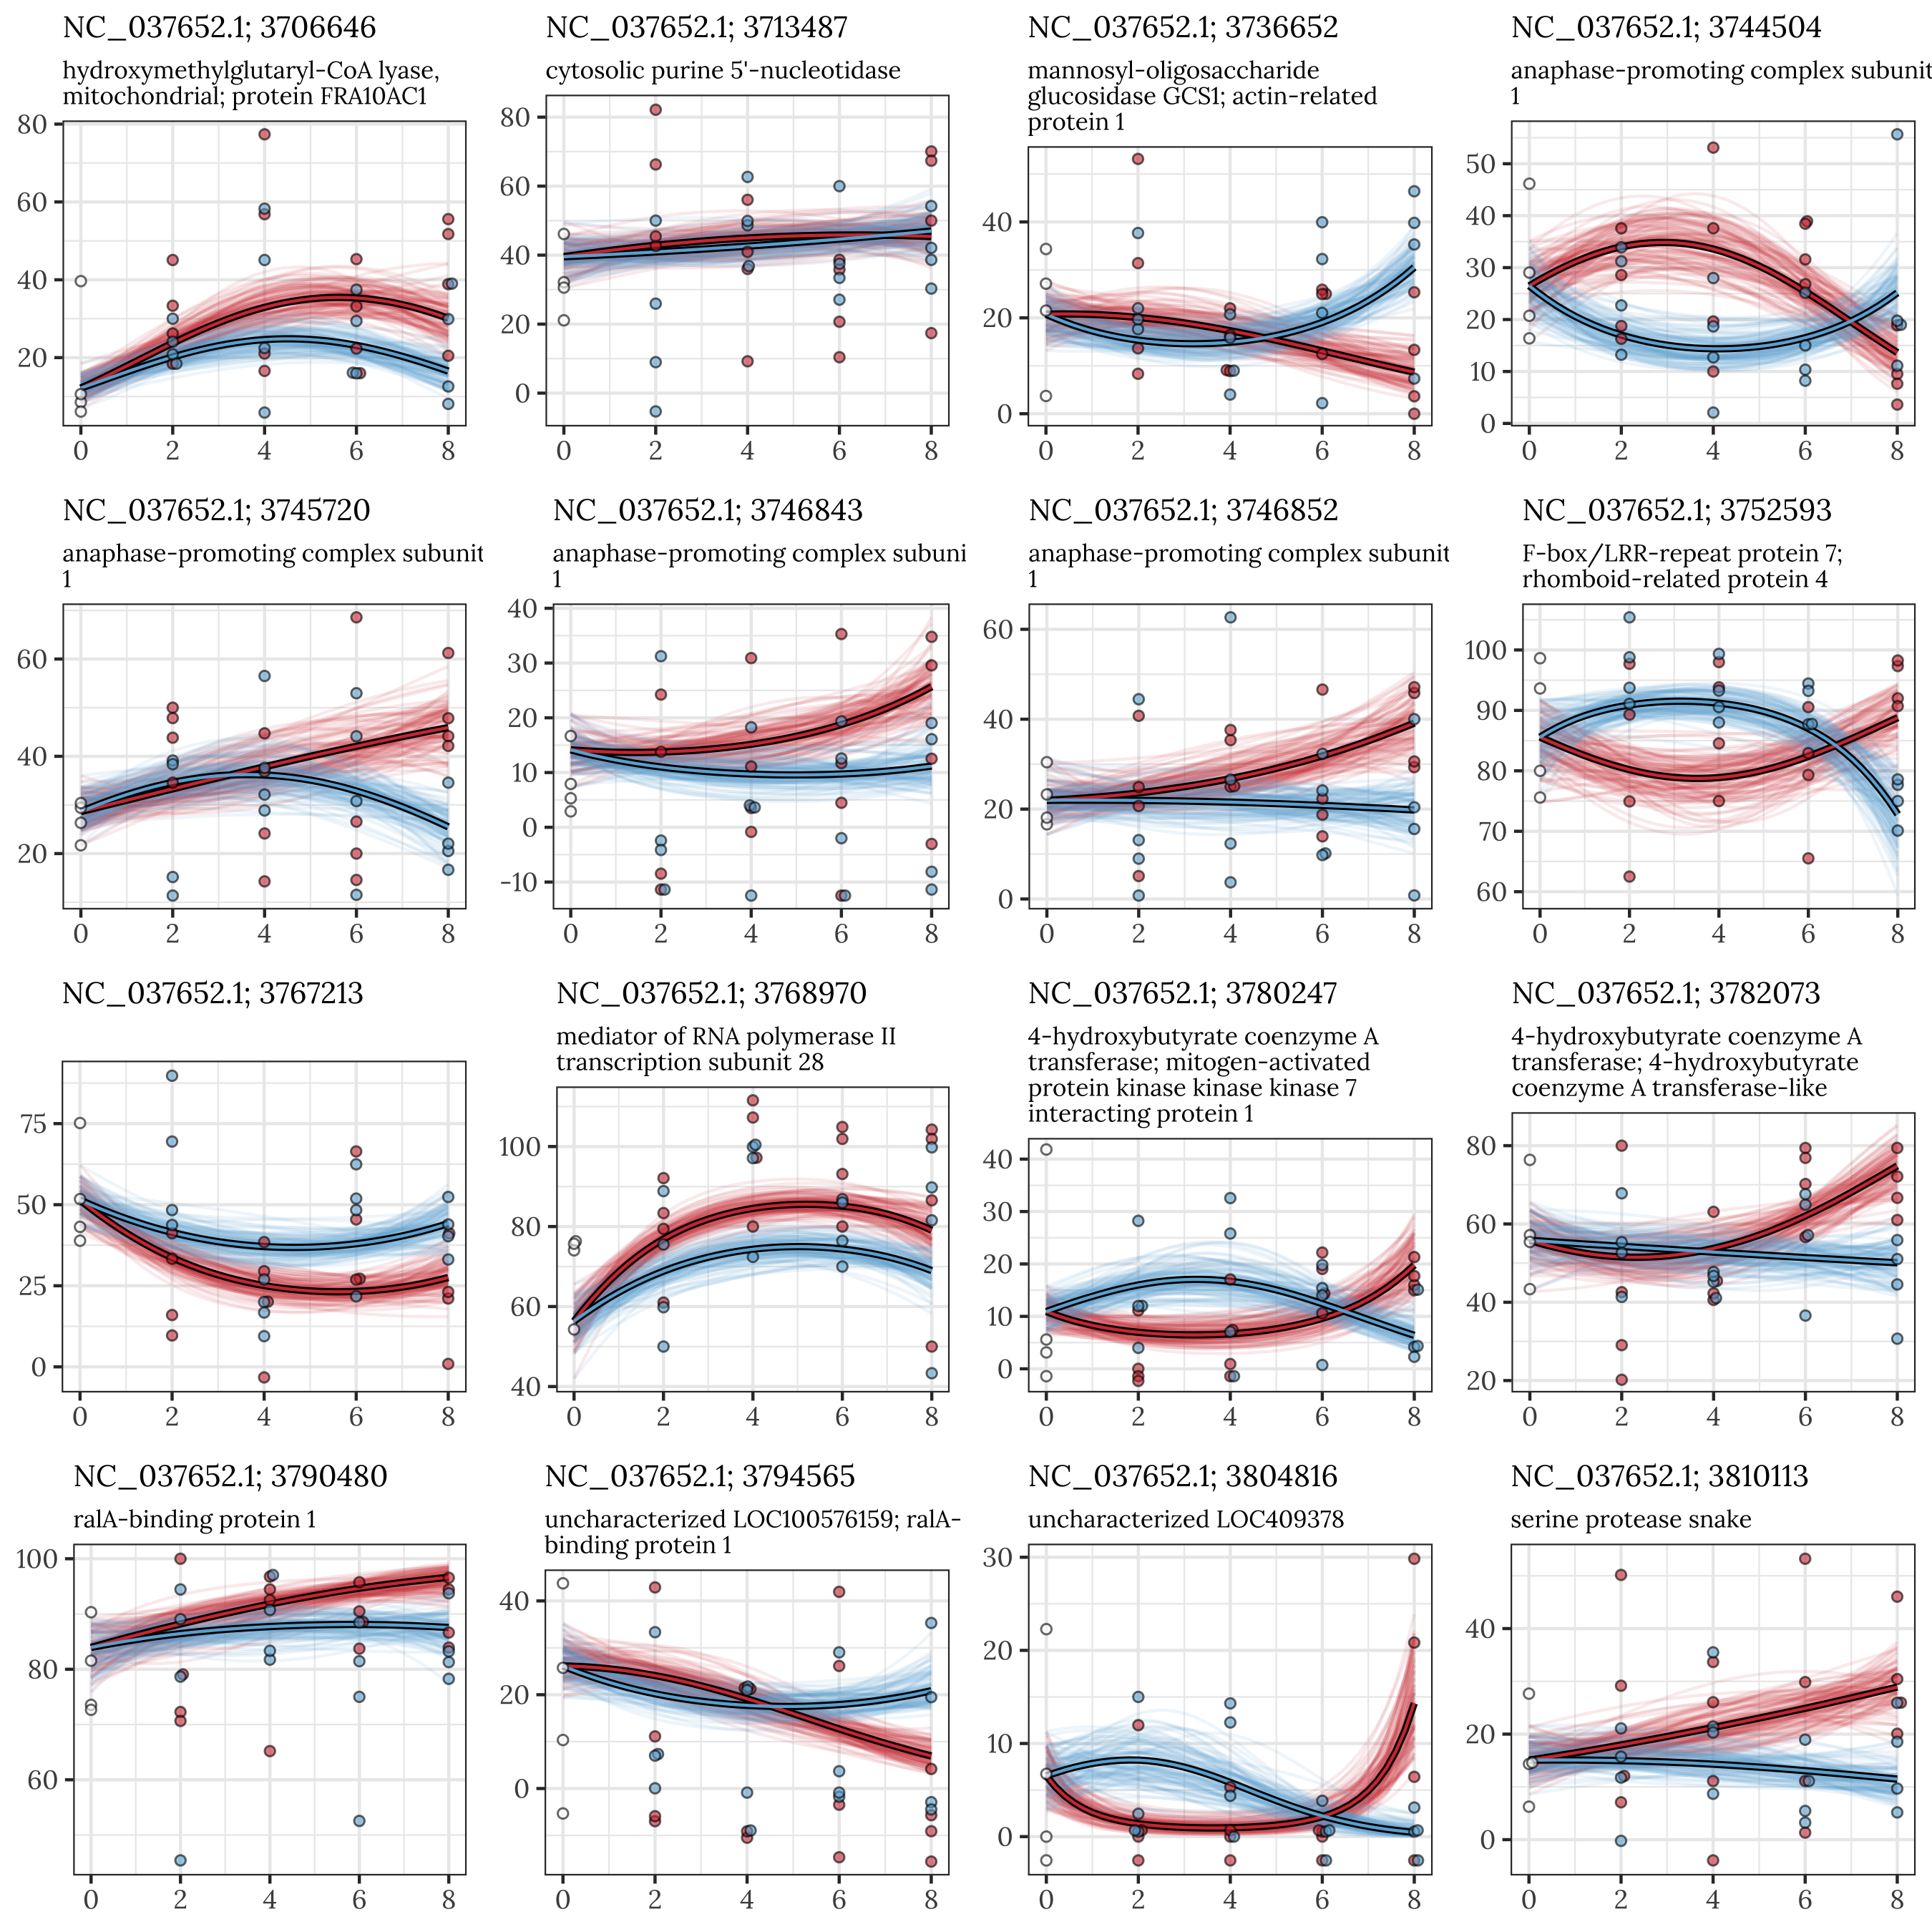 NC_037652.1; 3706646
hydroxymethylglutaryl-CoA lyase,
mitochondrial; protein FRA10AC1
80
60
40
20
0 2 4 6 8
NC_037652.1; 3713487
cytosolic purine 5'-nucleotidase
80
60
40
20
0
0 2 4 6 8
NC_037652.1; 3736652
mannosyl-oligosaccharide
glucosidase GCS1; actin-related
protein 1
40
20
0
0 2 4 6 8
NC_037652.1; 3744504
anaphase-promoting complex subunit
1
50
40
30
20
10
0
0 2 4 6 8
NC_037652.1; 3745720
anaphase-promoting complex subunit
1
60
40
20
0 2 4 6 8
NC_037652.1; 3746843
anaphase-promoting complex subuni
1
40
30
20
10
0
-10
0 2 4 6 8
NC_037652.1; 3746852
anaphase-promoting complex subunit
1
60
40
20
0
0 2 4 6 8
NC_037652.1; 3752593
F-box/LRR-repeat protein 7;
rhomboid-related protein 4
100
90
80
70
60
0 2 4 6 8
NC_037652.1; 3767213
75
50
25
0
0 2 4 6 8
NC_037652.1; 3768970
mediator of RNA polymerase II
transcription subunit 28
100
80
60
40
0 2 4 6 8
NC_037652.1; 3780247
4-hydroxybutyrate coenzyme A
transferase; mitogen-activated
protein kinase kinase kinase 7
interacting protein 1
40
30
20
10
0
0 2 4 6 8
NC_037652.1; 3782073
4-hydroxybutyrate coenzyme A
transferase; 4-hydroxybutyrate
coenzyme A transferase-like
80
60
40
20
0 2 4 6 8
NC_037652.1; 3790480
ralA-binding protein 1
100
80
60
0 2 4 6 8
NC_037652.1; 3794565
uncharacterized LOC100576159; ralA-
binding protein 1
40
20
0
0 2 4 6 8
NC_037652.1; 3804816
uncharacterized LOC409378
30
20
10
0
0 2 4 6 8
NC_037652.1; 3810113
serine protease snake
40
20
0
0 2 4 6 8